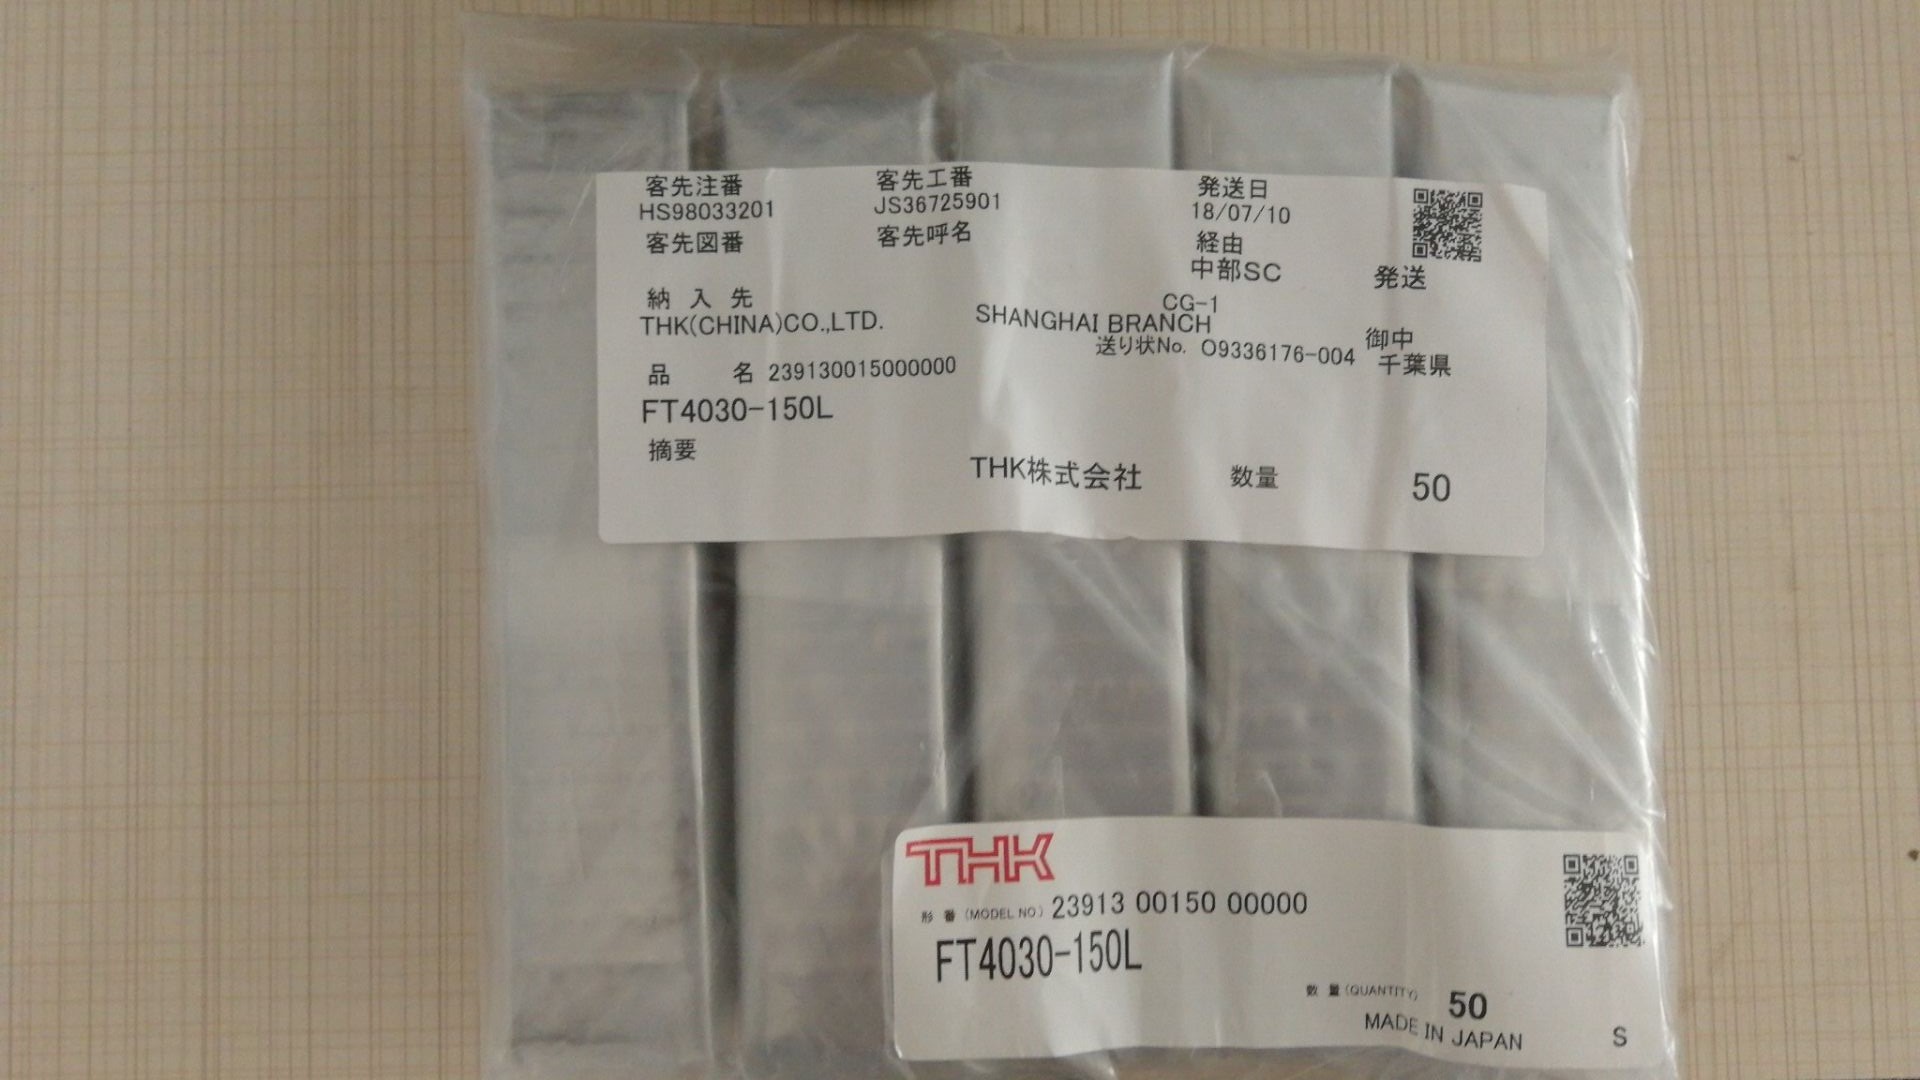 客先注番 客先工番 発送日
HS98033201 JS36725901 18/07/10
客先図番 客先呼名 経由
中部SC 発送
納入先 CG-1
THK(CHINA)CO.,LTD. SHANGHAI BRANCH 御中
送り状No. O9336176-004 千葉県
品名 239130015000000
FT4030-150L
摘要
THK株式会社 数量 50
THK
形番 (MODEL NO) 23913 00150 00000
FT4030-150L
数量 (QUANTITY) 50
MADE IN JAPAN S